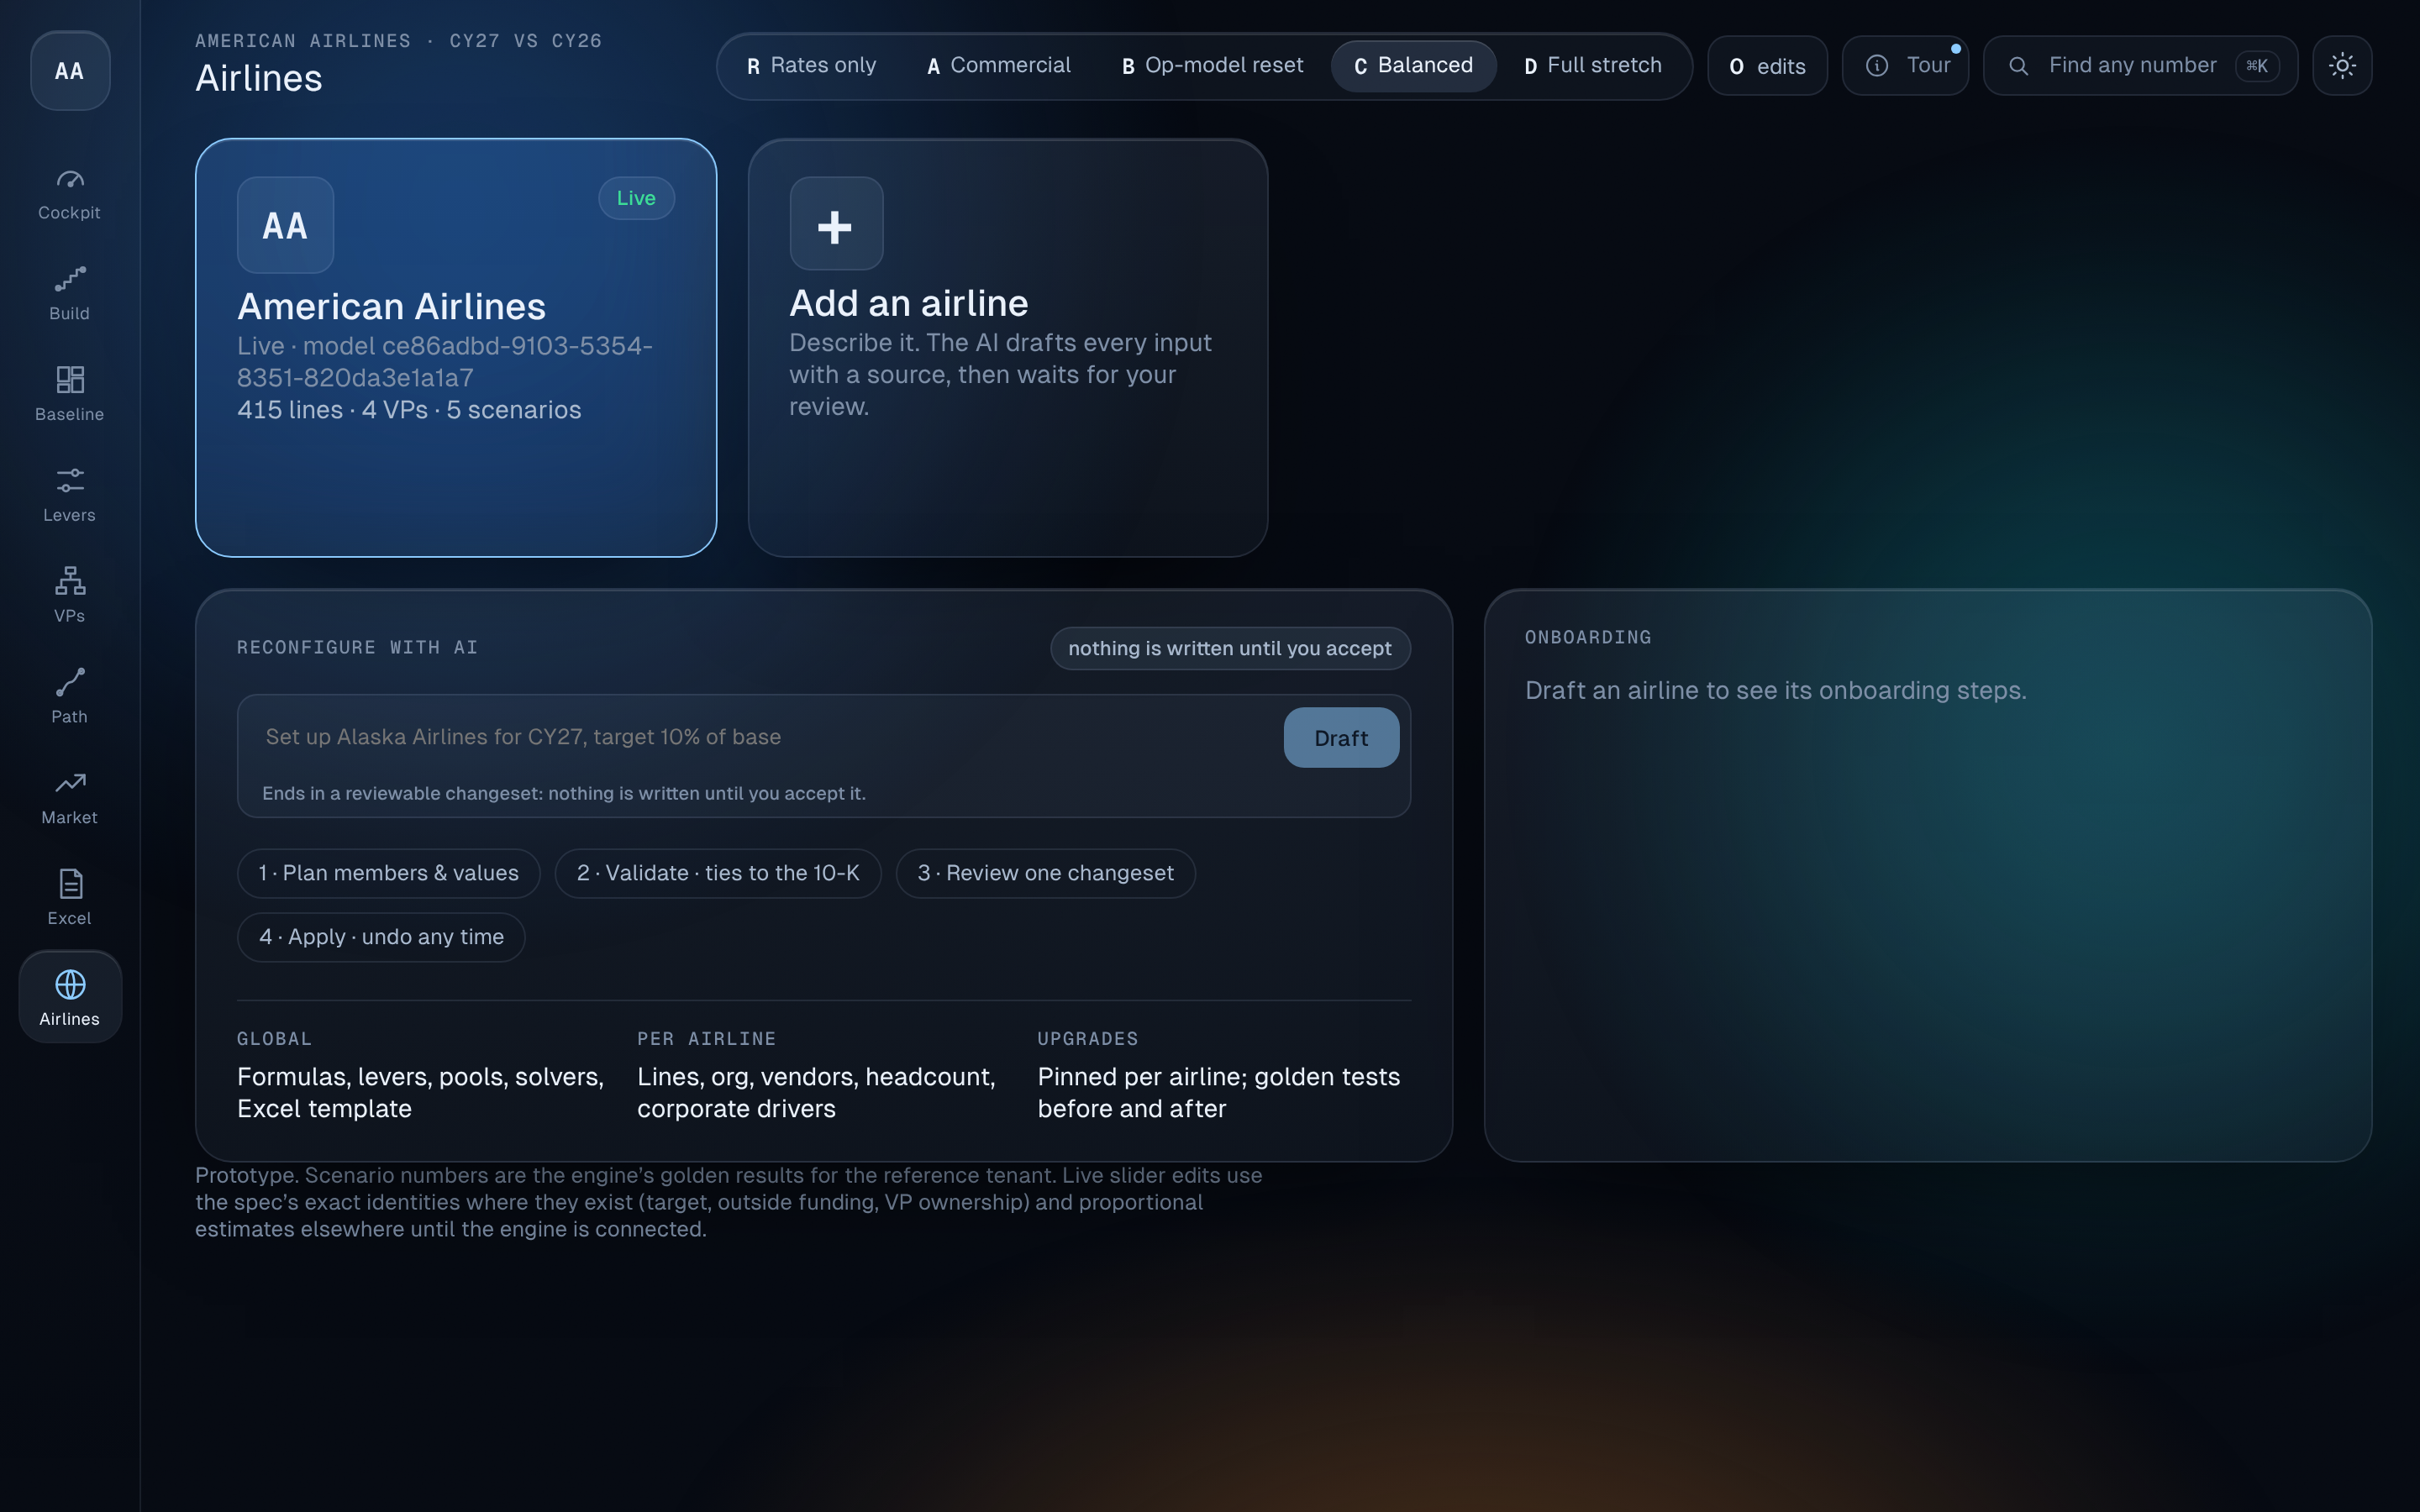 AA
AMERICAN AIRLINES · CY27 VS CY26
Airlines
R Rates only
A Commercial
B Op-model reset
C Balanced
D Full stretch
0 edits
Tour
Find any number ⌘K
Cockpit
Build
Baseline
Levers
VPs
Path
Market
Excel
Airlines
AA
Live
American Airlines
Live · model ce86adbd-9103-5354-
8351-820da3e1a1a7
415 lines · 4 VPs · 5 scenarios
+
Add an airline
Describe it. The AI drafts every input
with a source, then waits for your
review.
RECONFIGURE WITH AI
nothing is written until you accept
Set up Alaska Airlines for CY27, target 10% of base
Draft
Ends in a reviewable changeset: nothing is written until you accept it.
1 · Plan members & values
2 · Validate · ties to the 10-K
3 · Review one changeset
4 · Apply · undo any time
GLOBAL
Formulas, levers, pools, solvers,
Excel template
PER AIRLINE
Lines, org, vendors, headcount,
corporate drivers
UPGRADES
Pinned per airline; golden tests
before and after
ONBOARDING
Draft an airline to see its onboarding steps.
Prototype. Scenario numbers are the engine’s golden results for the reference tenant. Live slider edits use
the spec’s exact identities where they exist (target, outside funding, VP ownership) and proportional
estimates elsewhere until the engine is connected.